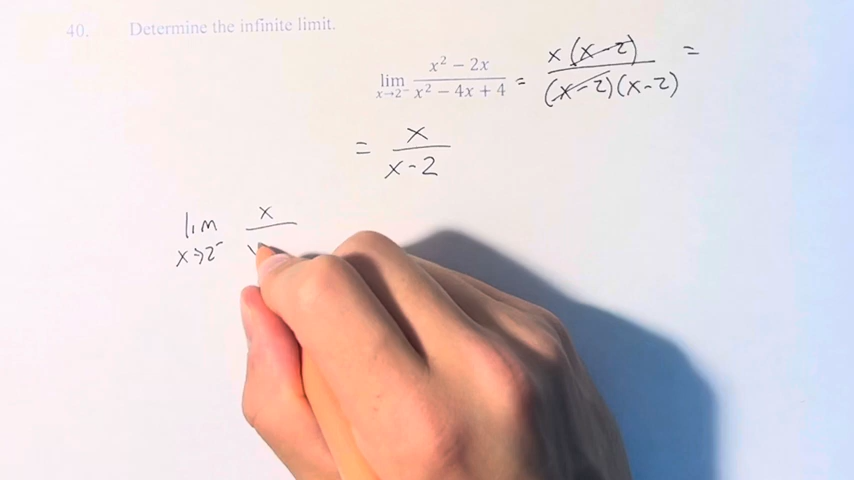 40. Determine the infinite limit.
lim x→2⁻ (x² − 2x)/(x² − 4x + 4) = x(x-2)/((x-2)(x-2)) =
= x/(x-2)
lim x→2⁻ x/